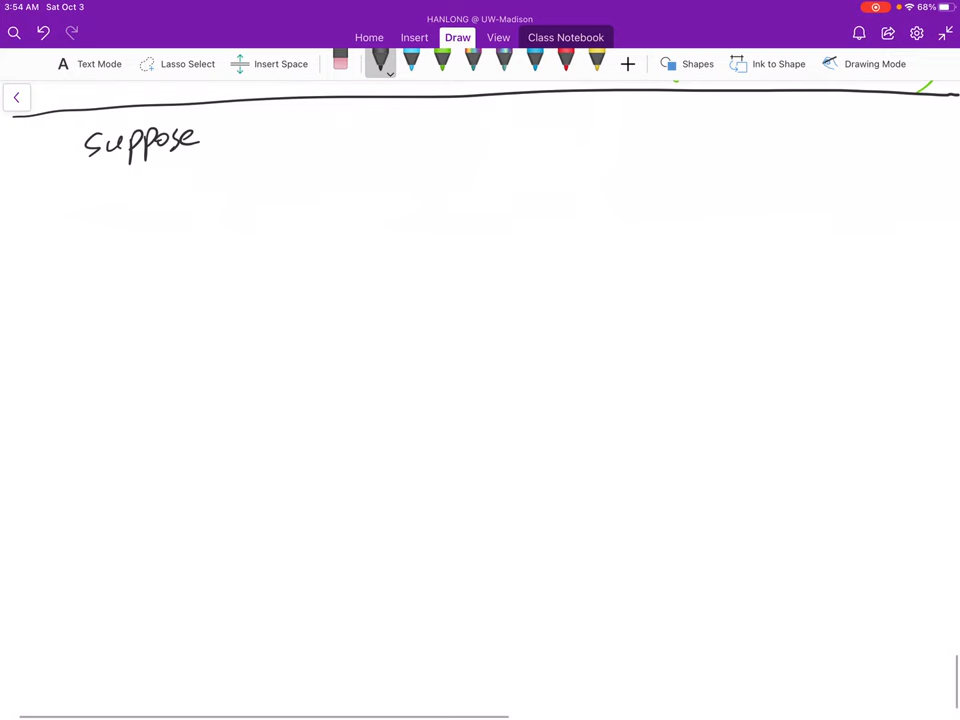 3:54 AM Sat Oct 3 68%
HANLONG @ UW-Madison
Home Insert Draw View Class Notebook
A Text Mode Lasso Select Insert Space + Shapes Ink to Shape Drawing Mode
suppose